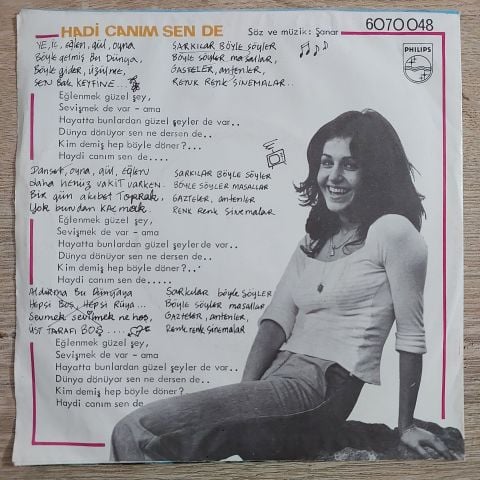 HADİ CANIM SEN DE
Söz ve müzik: Şanar
6070 048
PHILIPS
YE, İÇ, Eğlen, gül, oyna ŞARKILAR BÖYLE SÖYLER
Böyle gelmiş Bu Dünya, Böyle söyler masallar,
Böyle gider, üzülme, GAZETELER, antenler,
SEN Bak KEYFİNE... RENK RENK SİNEMALAR..
Eğlenmek güzel şey,
Sevişmek de var - ama
Hayatta bunlardan güzel şeyler de var..
Dünya dönüyor sen ne dersen de..
Kim demiş hep böyle döner?...
Haydi canım sen de....
Danset, oyna, gül, EĞLEN ŞARKILAR BÖYLE SÖYLER
daha henüz vakit varken. BÖYLE SÖYLER MASALLAR
Bir gün akibet Toprak, GAZETELER, antenler,
Yok bundan KAÇmak. RENK Renk Sinemalar
Eğlenmek güzel şey,
Sevişmek de var - ama
Hayatta bunlardan güzel şeyler de var..
Dünya dönüyor sen ne dersen de..
Kim demiş hep böyle döner?..
Haydi canım sen de.....
Aldırma Bu Dünyaya Şarkılar böyle SÖYLER
Hepsi Boş, Hepsi Rüya... Böyle söyler masallar
Sevmek sevilmek ne hoş, GAZETELER, antenler,
ÜST TARAFI BOŞ.... Renk renk sinemalar
Eğlenmek güzel şey,
Sevişmek de var - ama
Hayatta bunlardan güzel şeyler de var..
Dünya dönüyor sen ne dersen de..
Kim demiş hep böyle döner?...
Haydi canım sen de....